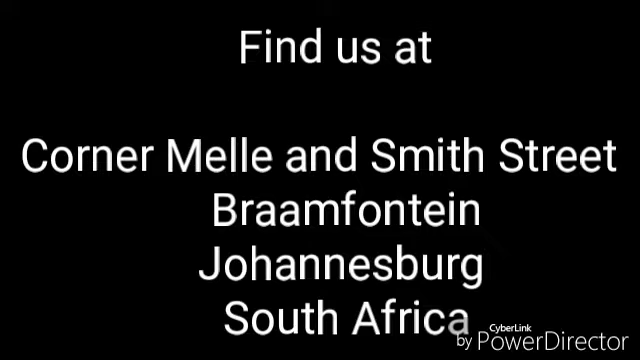 Find us at
Corner Melle and Smith Street
Braamfontein
Johannesburg
South Africa
CyberLink
by PowerDirector